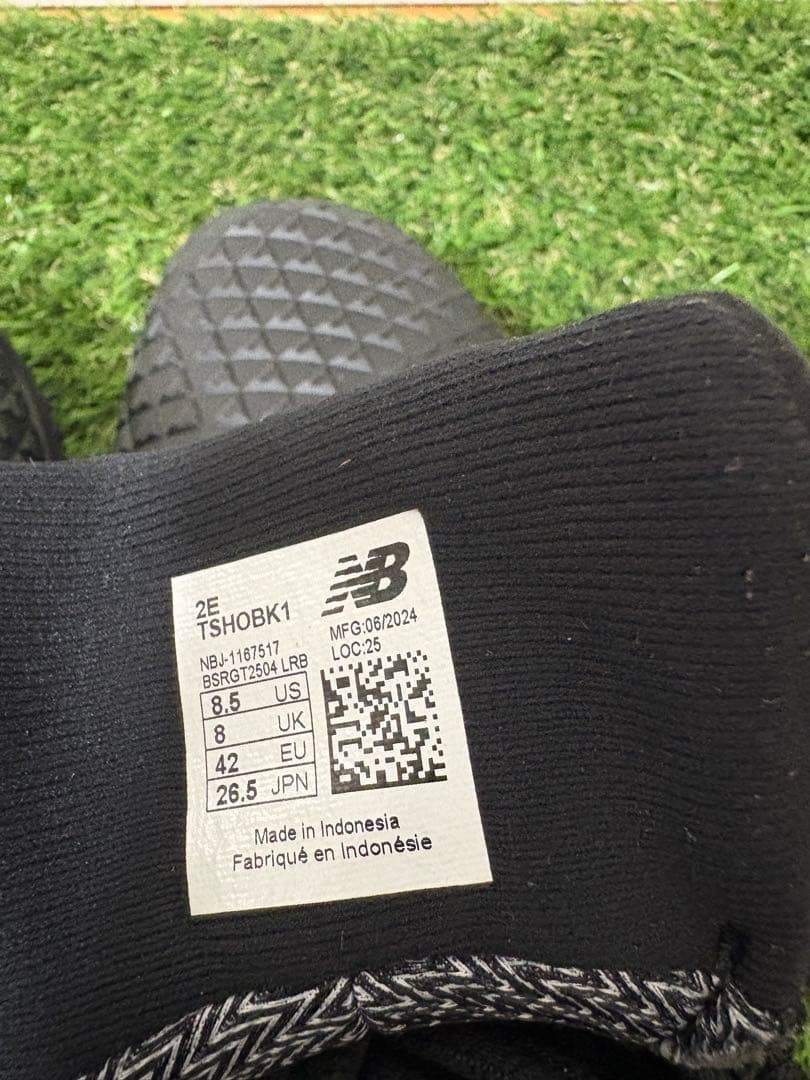 2E
TSHOBK1
NBJ-1167517
BSRGT2504 LRB
NB
MFG:06/2024
LOC:25
8.5 US
8 UK
42 EU
26.5 JPN
Made in Indonesia
Fabriqué en Indonésie